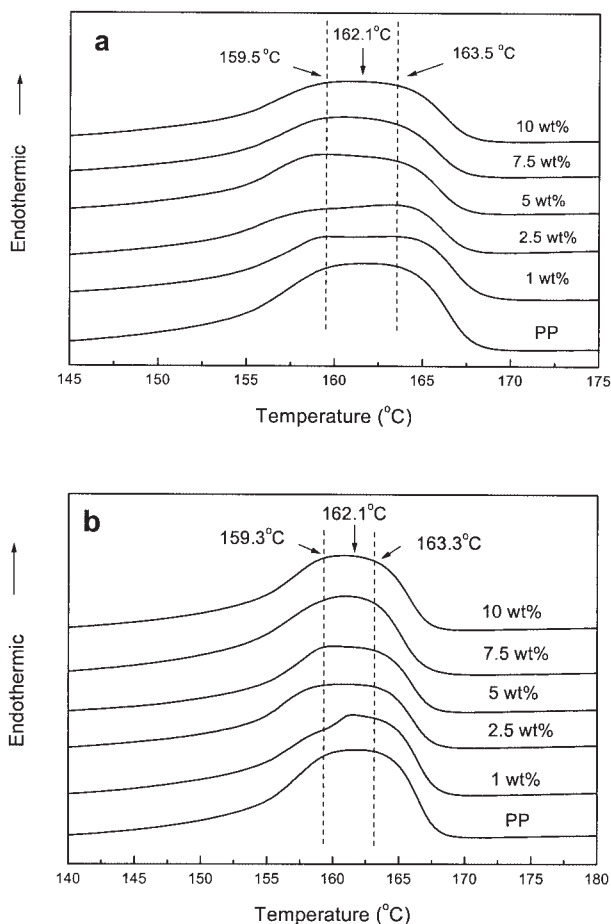 a
162.1°C
159.5°C
163.5°C
Endothermic
10 wt%
7.5 wt%
5 wt%
2.5 wt%
1 wt%
PP
145 150 155 160 165 170 175
Temperature (°C)
b
162.1°C
159.3°C
163.3°C
Endothermic
10 wt%
7.5 wt%
5 wt%
2.5 wt%
1 wt%
PP
140 145 150 155 160 165 170 175 180
Temperature (°C)